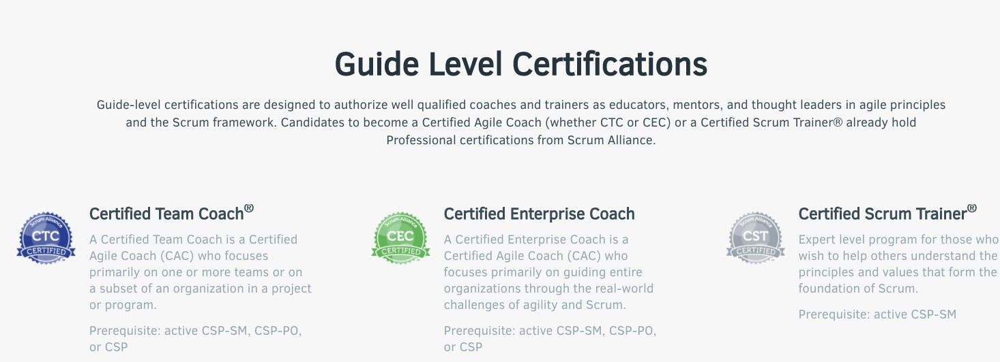 Guide Level Certifications
Guide-level certifications are designed to authorize well qualified coaches and trainers as educators, mentors, and thought leaders in agile principles
and the Scrum framework. Candidates to become a Certified Agile Coach (whether CTC or CEC) or a Certified Scrum Trainer® already hold
Professional certifications from Scrum Alliance.
Scrum Alliance
CTC
CERTIFIED
Certified Team Coach®
A Certified Team Coach is a Certified
Agile Coach (CAC) who focuses
primarily on one or more teams or on
a subset of an organization in a project
or program.
Prerequisite: active CSP-SM, CSP-PO,
or CSP
Scrum Alliance
CEC
CERTIFIED
Certified Enterprise Coach
A Certified Enterprise Coach is a
Certified Agile Coach (CAC) who
focuses primarily on guiding entire
organizations through the real-world
challenges of agility and Scrum.
Prerequisite: active CSP-SM, CSP-PO,
or CSP
Scrum Alliance
CST
CERTIFIED
Certified Scrum Trainer®
Expert level program for those who
wish to help others understand the
principles and values that form the
foundation of Scrum.
Prerequisite: active CSP-SM